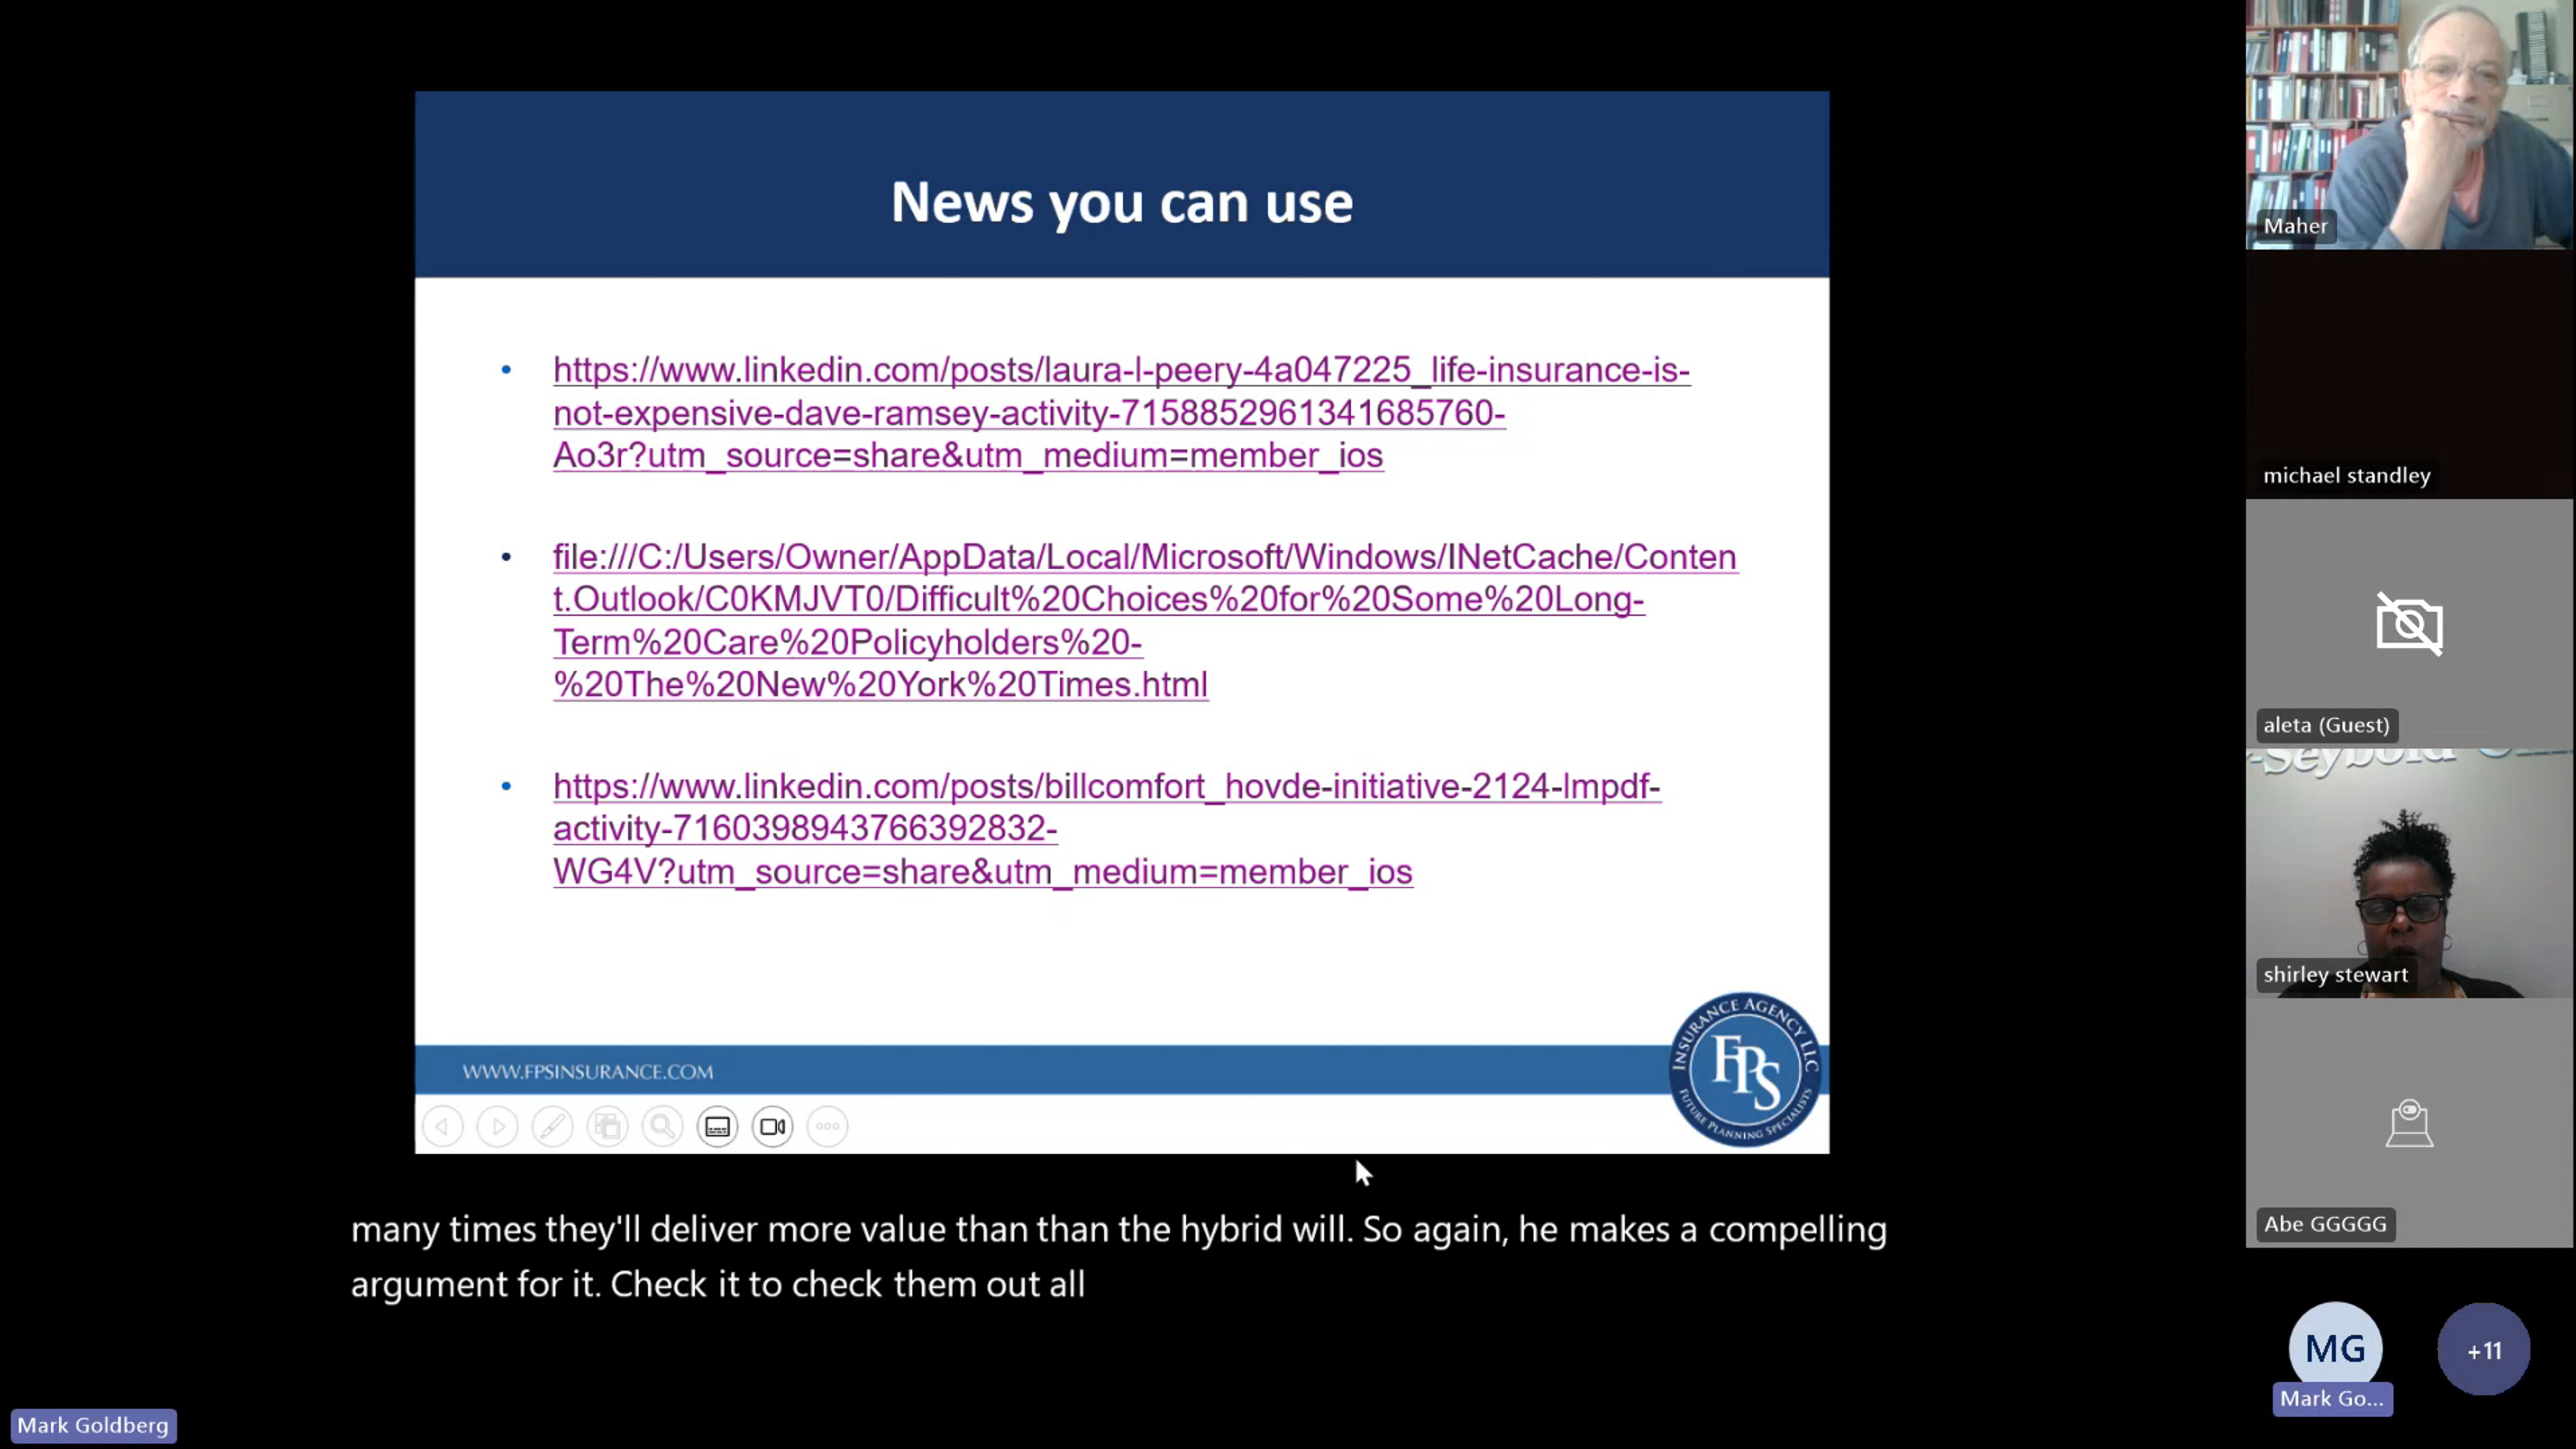 News you can use
• https://www.linkedin.com/posts/laura-l-peery-4a047225_life-insurance-is-
not-expensive-dave-ramsey-activity-7158852961341685760-
Ao3r?utm_source=share&utm_medium=member_ios
• file:///C:/Users/Owner/AppData/Local/Microsoft/Windows/INetCache/Conten
t.Outlook/C0KMJVT0/Difficult%20Choices%20for%20Some%20Long-
Term%20Care%20Policyholders%20-
%20The%20New%20York%20Times.html
• https://www.linkedin.com/posts/billcomfort_hovde-initiative-2124-lmpdf-
activity-7160398943766392832-
WG4V?utm_source=share&utm_medium=member_ios
WWW.FPSINSURANCE.COM
INSURANCE AGENCY LLC
FPS
FUTURE PLANNING SPECIALISTS
many times they'll deliver more value than than the hybrid will. So again, he makes a compelling
argument for it. Check it to check them out all
Mark Goldberg
Maher
michael standley
aleta (Guest)
-Seybold
shirley stewart
Abe GGGGG
MG
Mark Go...
+11